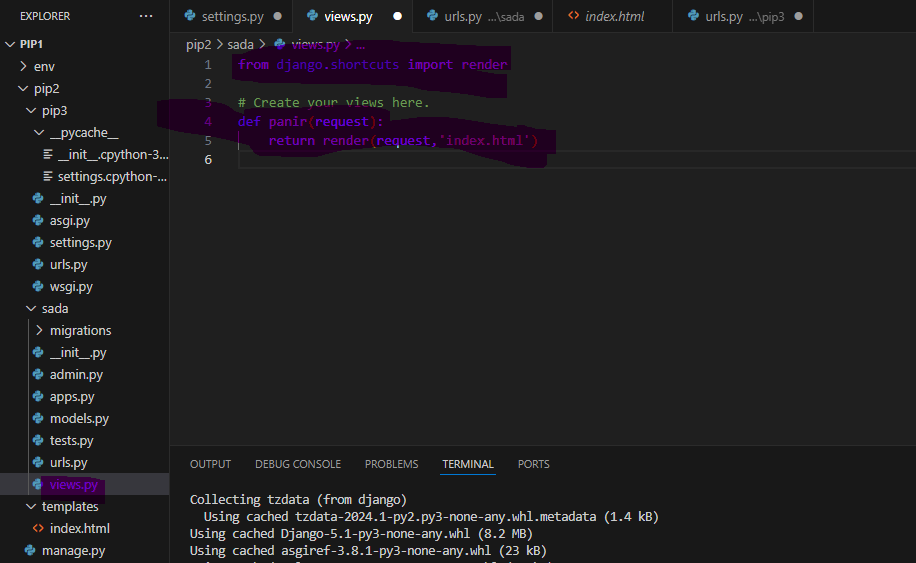 EXPLORER ...
PIP1
env
pip2
pip3
__pycache__
__init__.cpython-3...
settings.cpython-...
__init__.py
asgi.py
settings.py
urls.py
wsgi.py
sada
migrations
__init__.py
admin.py
apps.py
models.py
tests.py
urls.py
views.py
templates
index.html
manage.py
settings.py views.py urls.py ...\sada index.html urls.py ...\pip3
pip2 > sada > views.py > ...
1 from django.shortcuts import render
2
3 # Create your views here.
4 def panir(request):
5 return render(request,'index.html')
6
OUTPUT DEBUG CONSOLE PROBLEMS TERMINAL PORTS
Collecting tzdata (from django)
Using cached tzdata-2024.1-py2.py3-none-any.whl.metadata (1.4 kB)
Using cached Django-5.1-py3-none-any.whl (8.2 MB)
Using cached asgiref-3.8.1-py3-none-any.whl (23 kB)